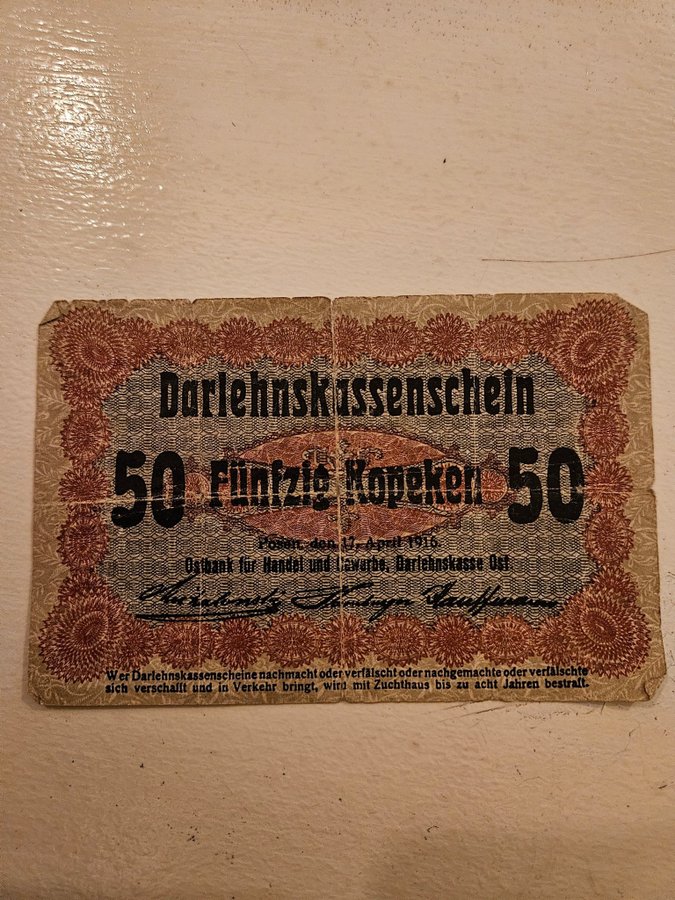 Darlehnskassenschein
50 Fünfzig Kopeken 50
Posen, den 17. April 1916.
Ostbank für Handel und Gewerbe, Darlehnskasse Ost.
Kauffmann
Wer Darlehnskassenscheine nachmacht oder verfälscht oder nachgemachte oder verfälschte
sich verschafft und in Verkehr bringt, wird mit Zuchthaus bis zu acht Jahren bestraft.